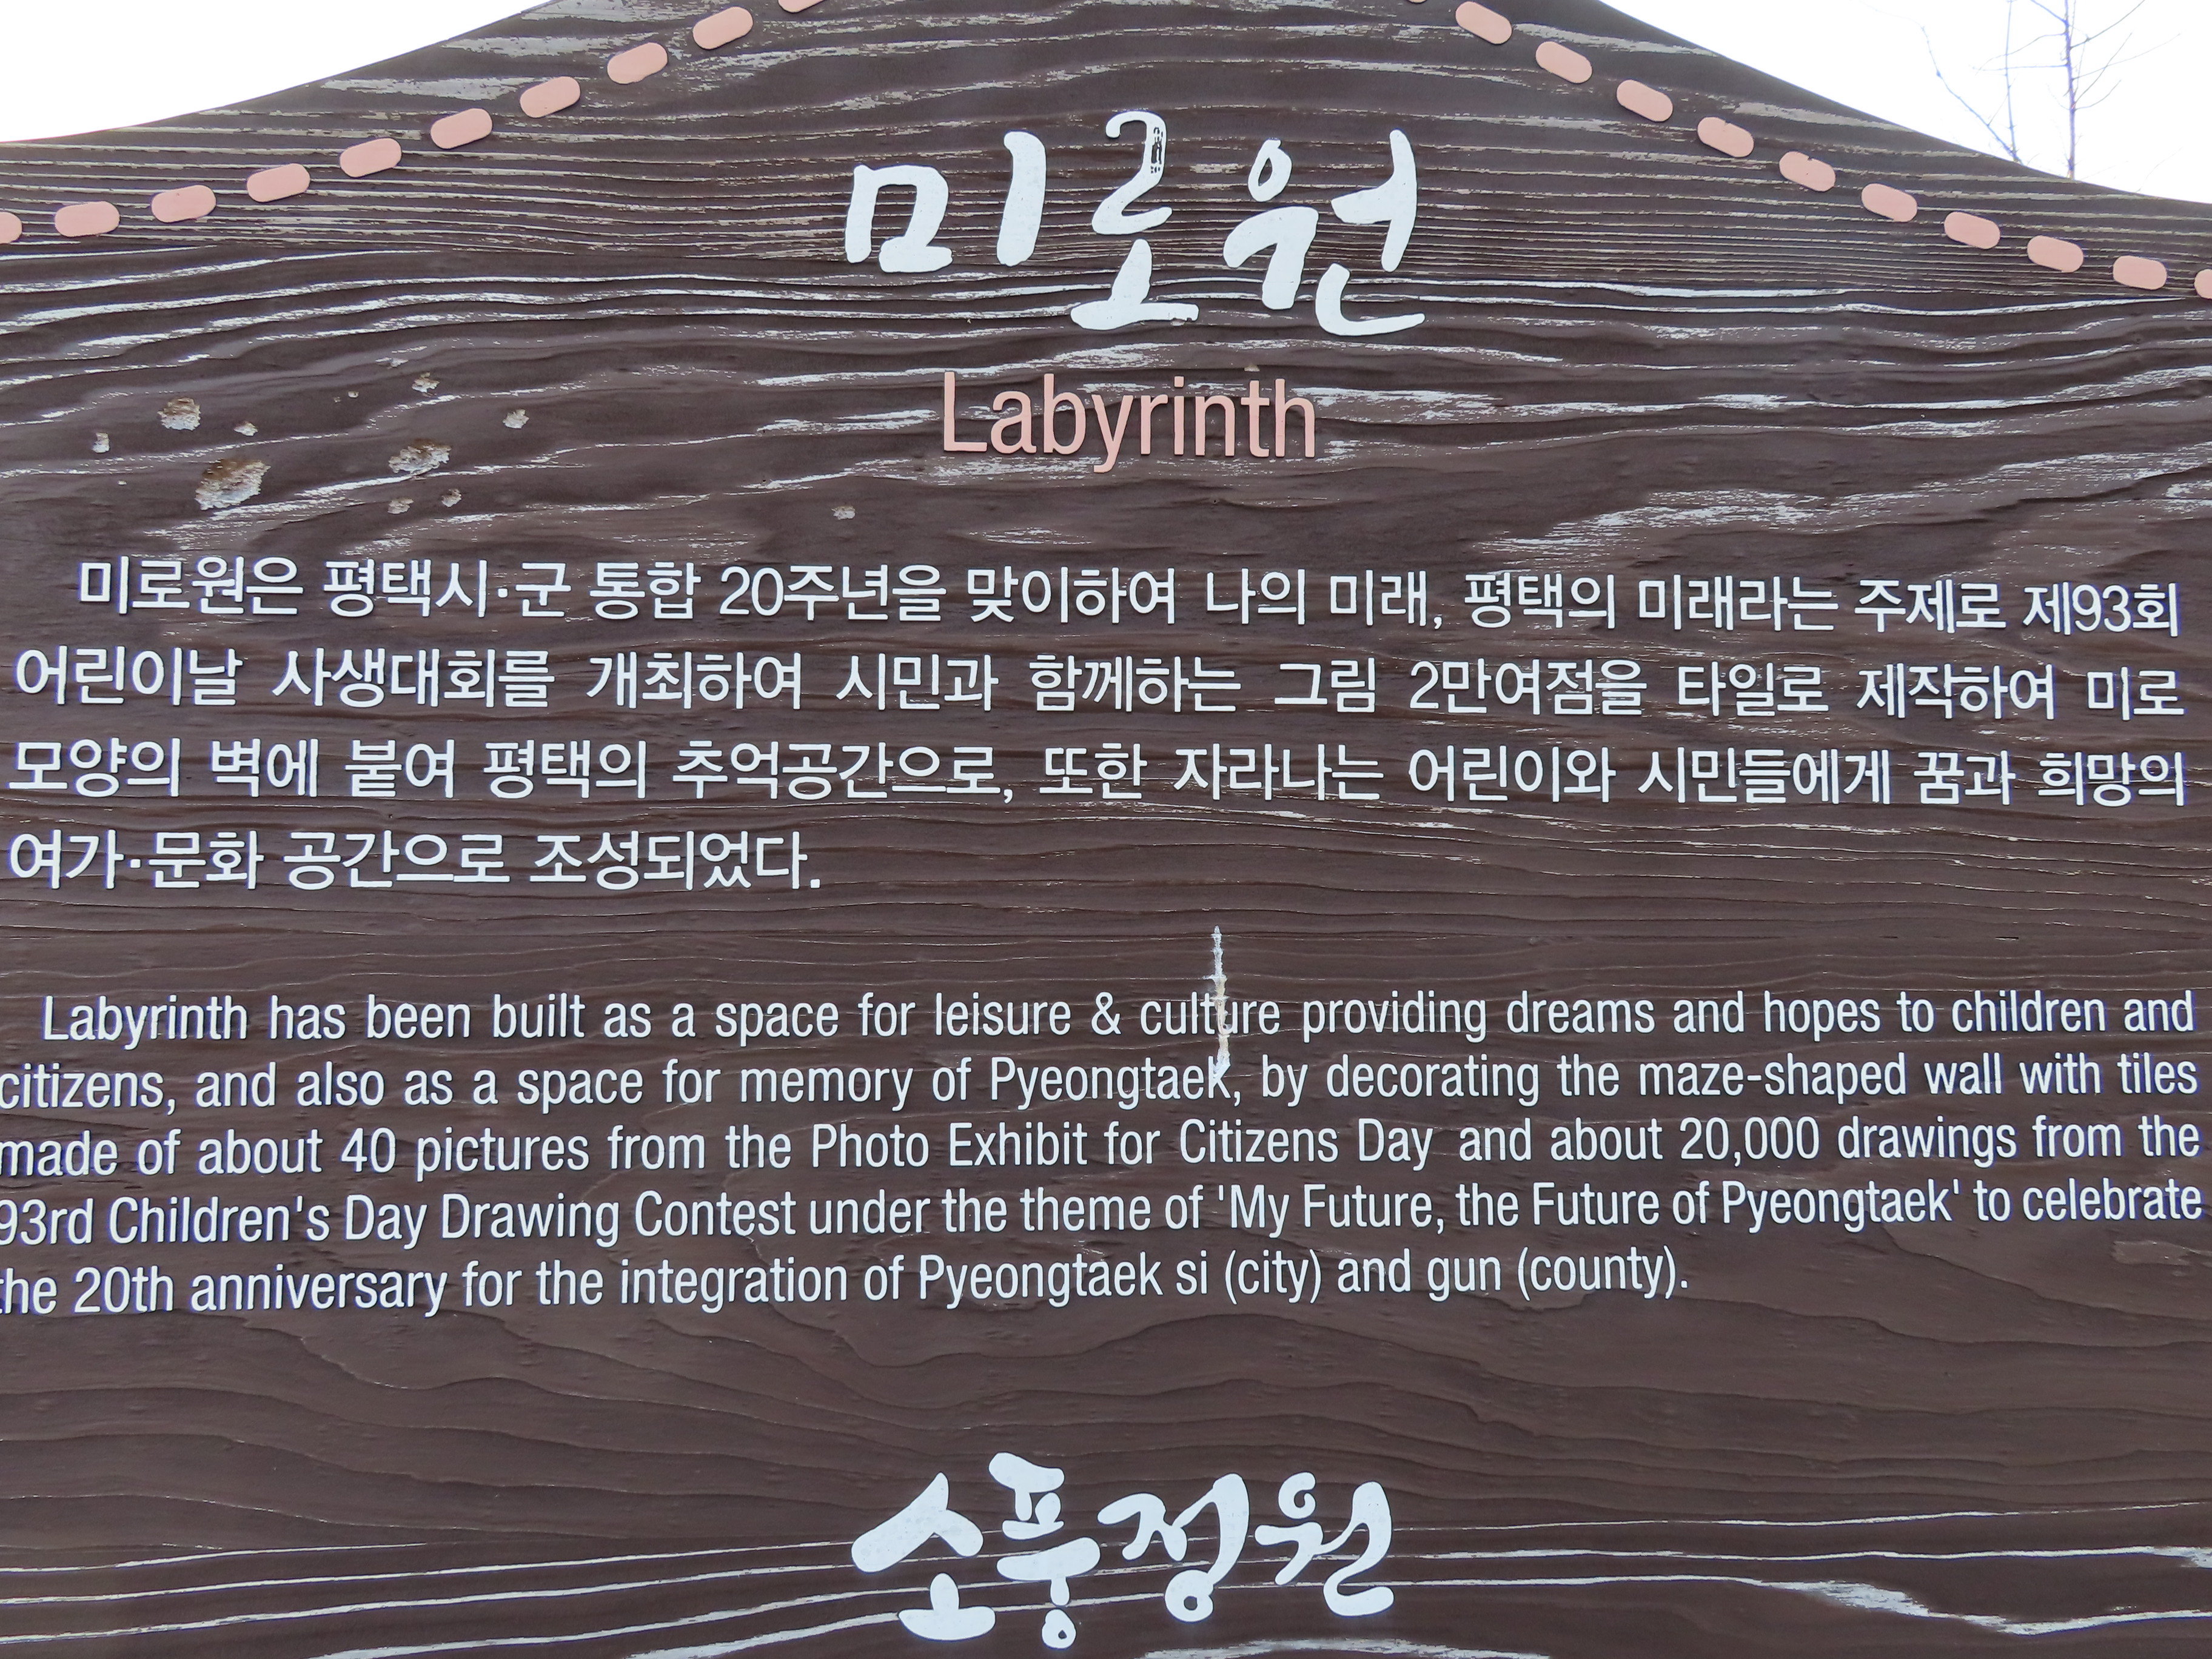 미로원
Labyrinth
미로원은 평택시·군 통합 20주년을 맞이하여 나의 미래, 평택의 미래라는 주제로 제93회
어린이날 사생대회를 개최하여 시민과 함께하는 그림 2만여점을 타일로 제작하여 미로
모양의 벽에 붙여 평택의 추억공간으로, 또한 자라나는 어린이와 시민들에게 꿈과 희망의
여가·문화 공간으로 조성되었다.
Labyrinth has been built as a space for leisure & culture providing dreams and hopes to children and
citizens, and also as a space for memory of Pyeongtaek, by decorating the maze-shaped wall with tiles
made of about 40 pictures from the Photo Exhibit for Citizens Day and about 20,000 drawings from the
93rd Children's Day Drawing Contest under the theme of 'My Future, the Future of Pyeongtaek' to celebrate
the 20th anniversary for the integration of Pyeongtaek si (city) and gun (county).
소풍정원